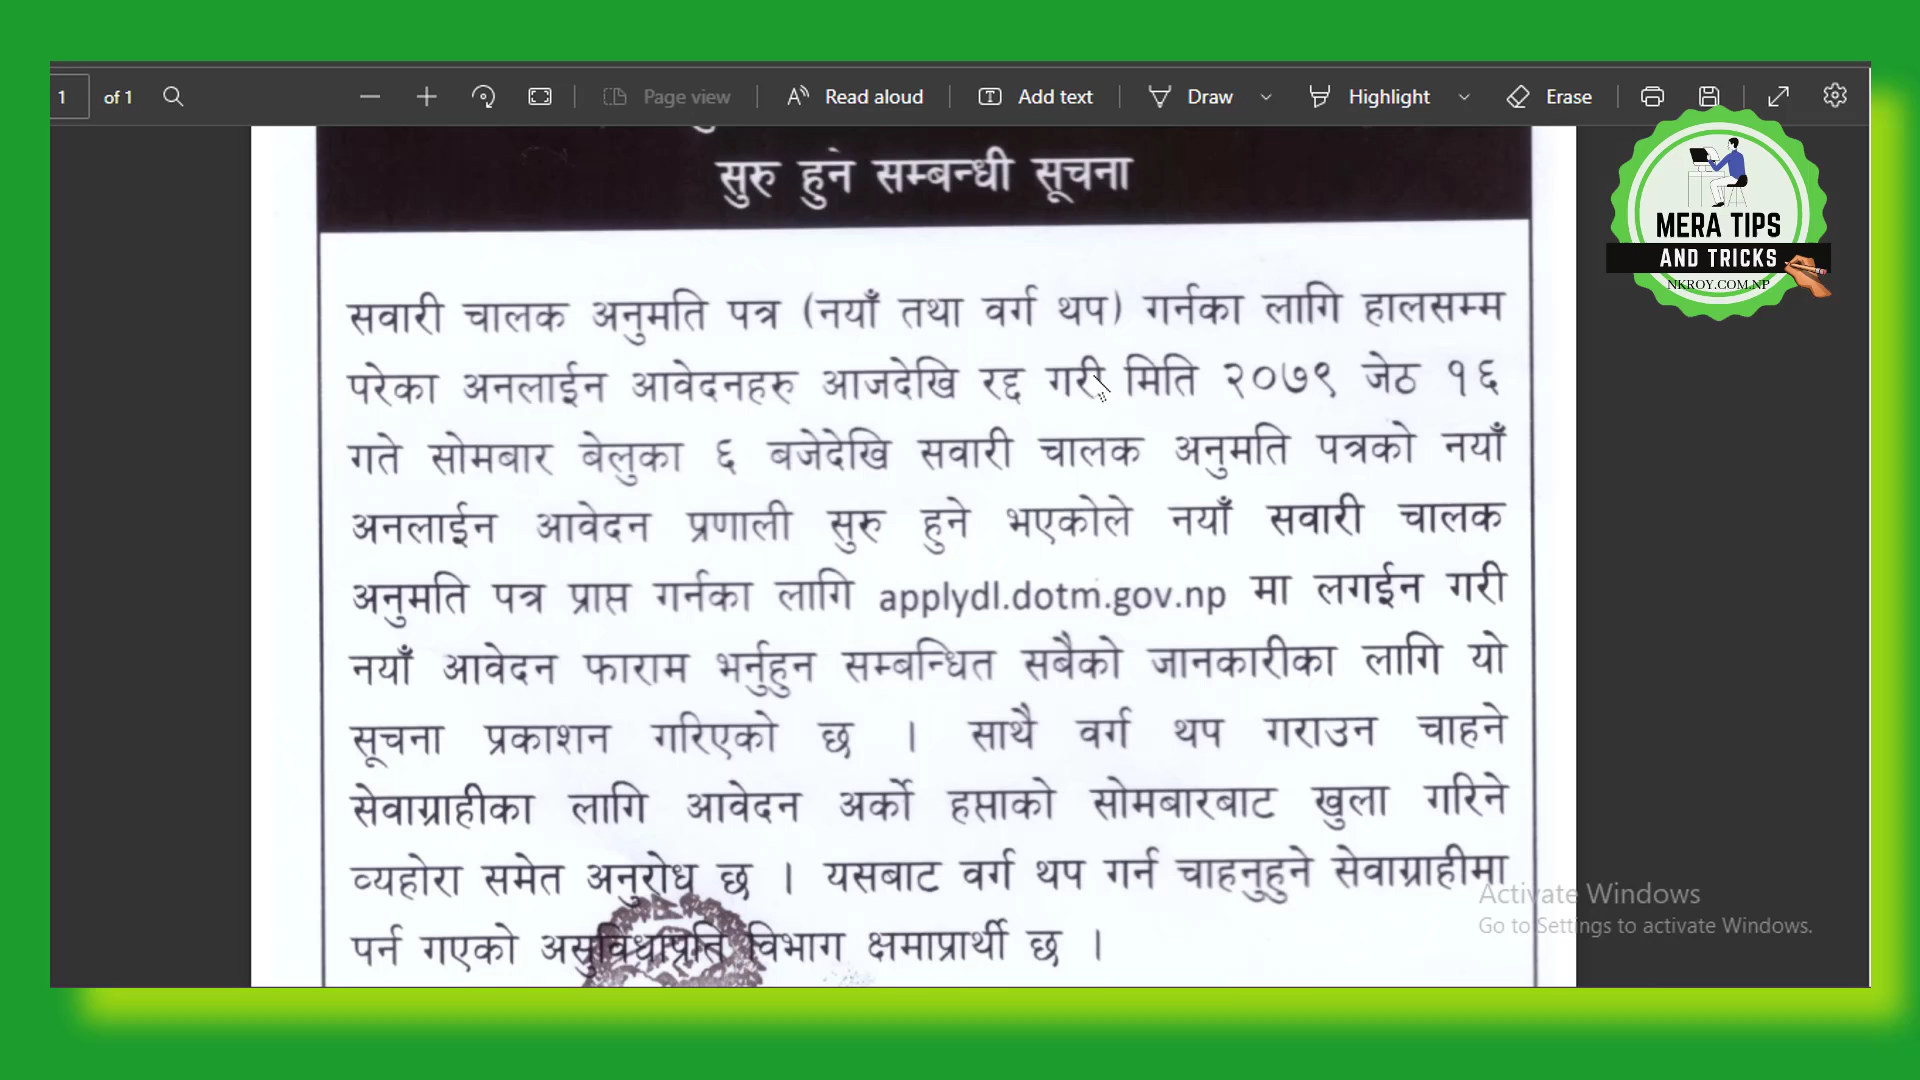 1 of 1 Page view Read aloud Add text Draw Highlight Erase
सुरु हुने सम्बन्धी सूचना
MERA TIPS
AND TRICKS
NKROY.COM.NP
सवारी चालक अनुमति पत्र (नयाँ तथा वर्ग थप) गर्नका लागि हालसम्म
परेका अनलाईन आवेदनहरु आजदेखि रद्द गरी मिति २०७९ जेठ १६
गते सोमबार बेलुका ६ बजेदेखि सवारी चालक अनुमति पत्रको नयाँ
अनलाईन आवेदन प्रणाली सुरु हुने भएकोले नयाँ सवारी चालक
अनुमति पत्र प्राप्त गर्नका लागि applydl.dotm.gov.np मा लगईन गरी
नयाँ आवेदन फाराम भर्नुहुन सम्बन्धित सबैको जानकारीका लागि यो
सूचना प्रकाशन गरिएको छ । साथै वर्ग थप गराउन चाहने
सेवाग्राहीका लागि आवेदन अर्को हप्ताको सोमबारबाट खुला गरिने
व्यहोरा समेत अनुरोध छ । यसबाट वर्ग थप गर्न चाहनुहुने सेवाग्राहीमा
पर्न गएको असुविधाप्रति विभाग क्षमाप्रार्थी छ ।
Activate Windows
Go to Settings to activate Windows.